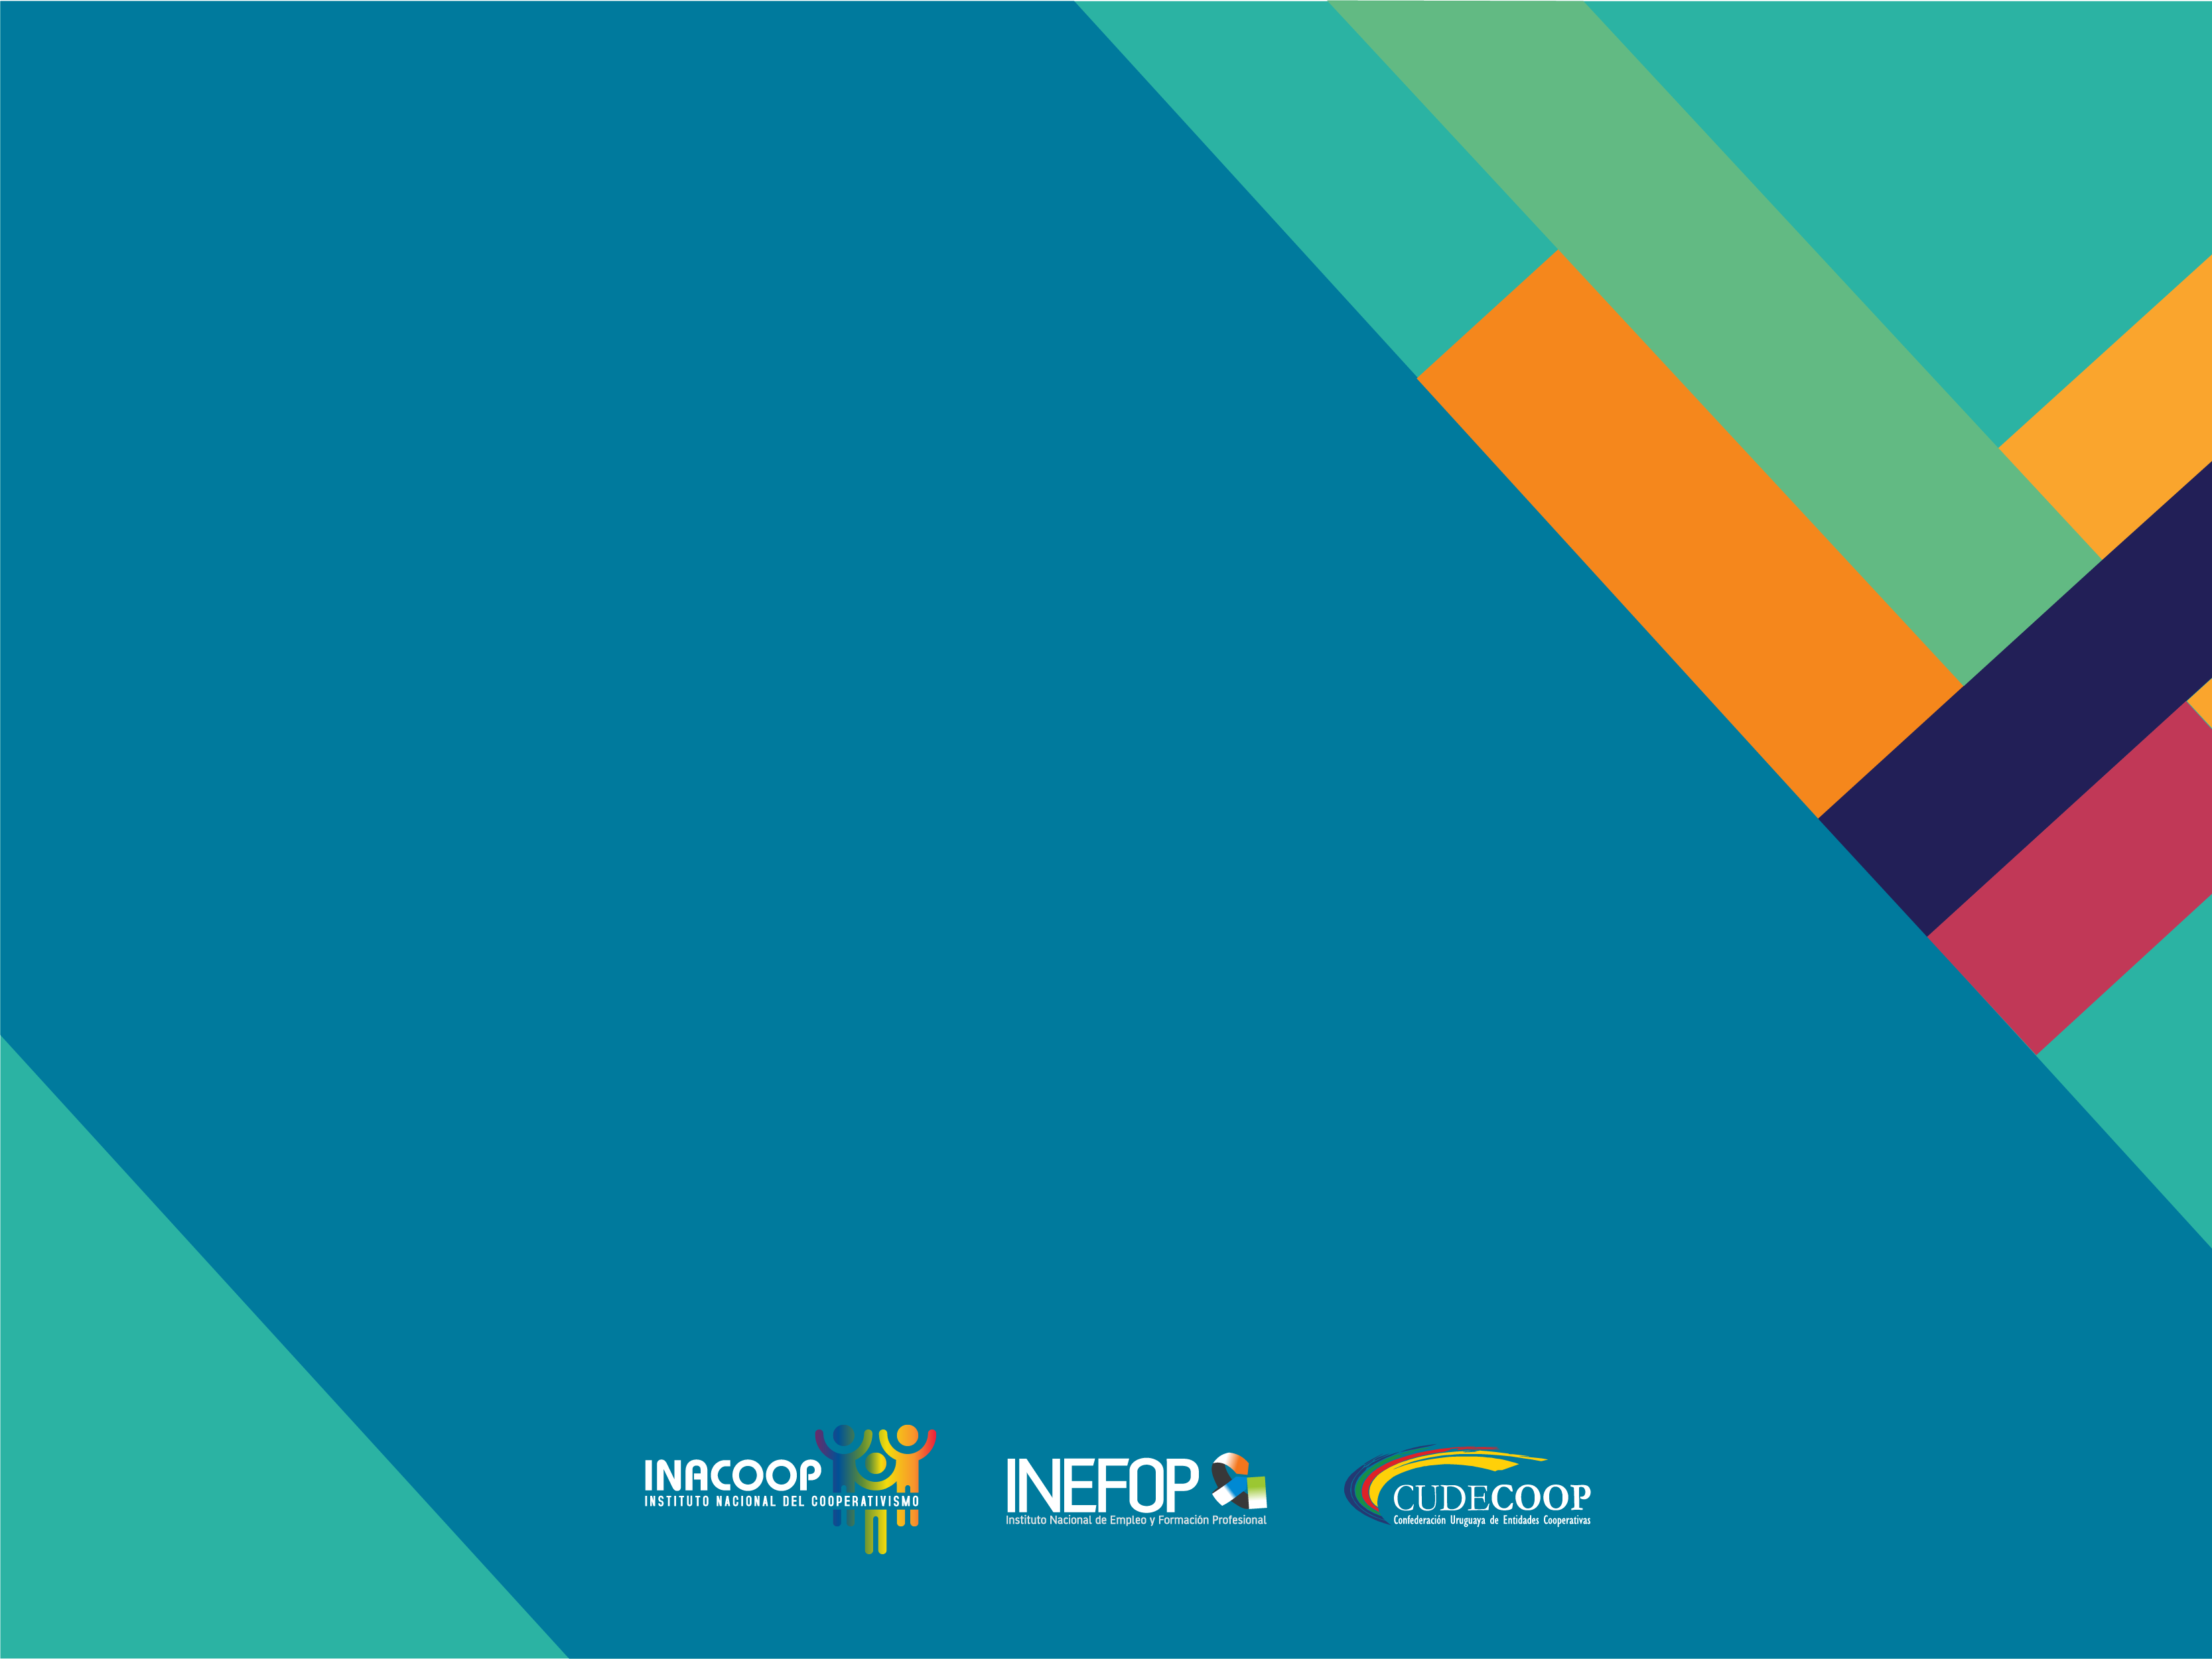 INACOOP
INSTITUTO NACIONAL DEL COOPERATIVISMO
INEFOP
Instituto Nacional de Empleo y Formación Profesional
CUDECOOP
Confederación Uruguaya de Entidades Cooperativas